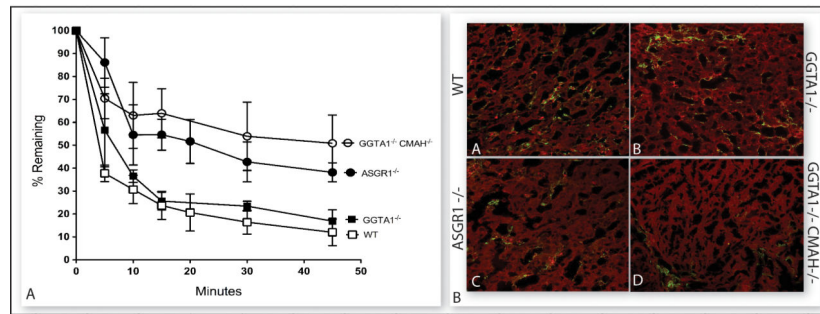 100
90
80
70
60
50
40
30
20
10
0
% Remaining
0
10
20
30
40
50
Minutes
GGTA1-/- CMAH-/-
ASGR1-/-
GGTA1-/-
WT
A
WT
GGTA1-/-
A
B
ASGR1 -/-
GGTA1-/- CMAH-/-
C
D
B